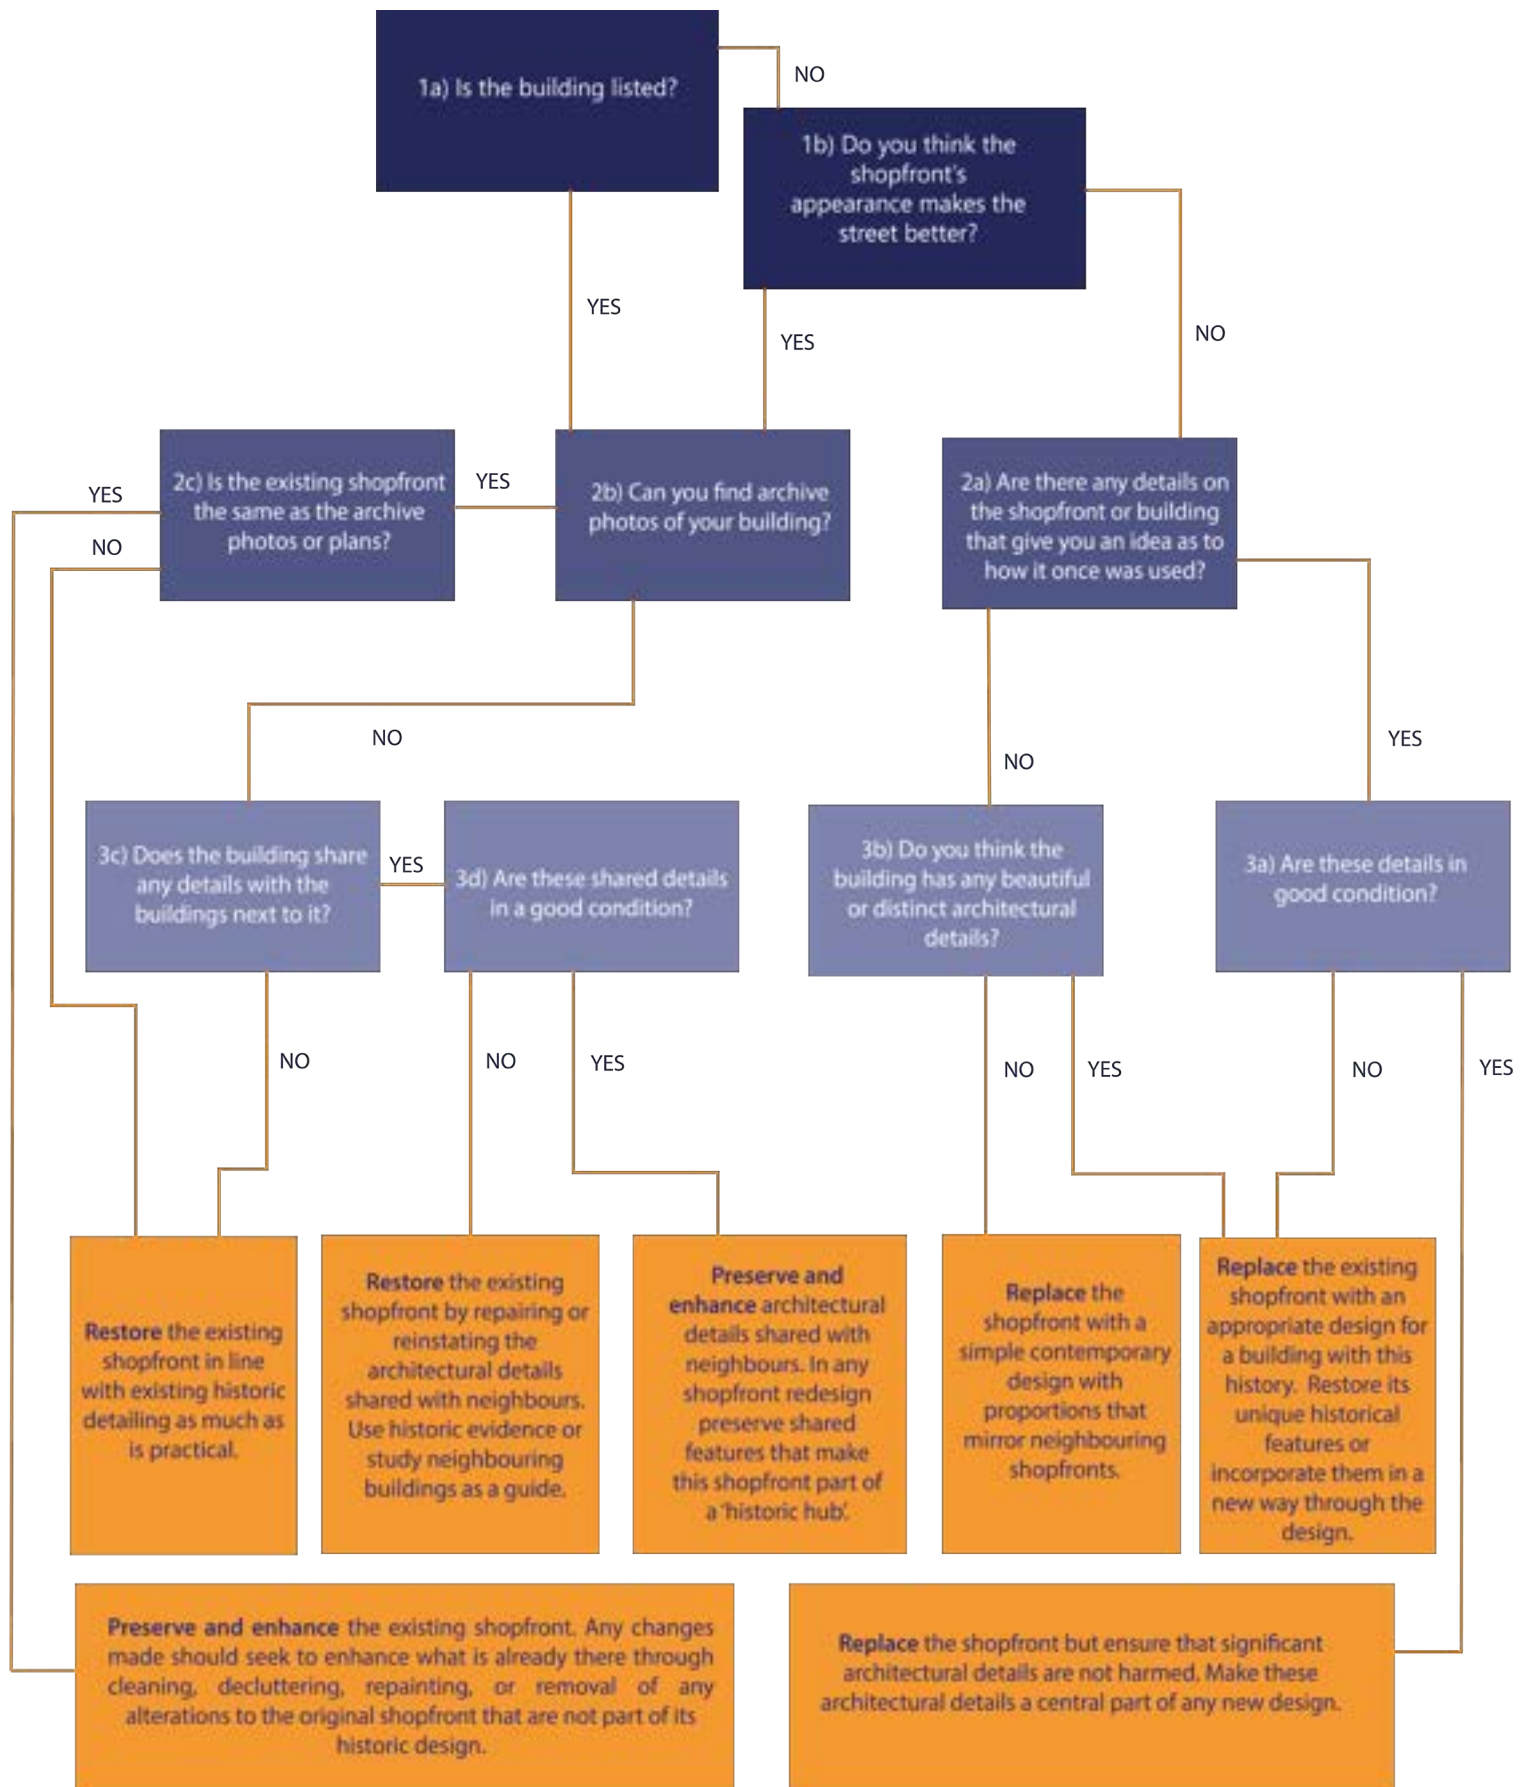 1a) Is the building listed?
NO
1b) Do you think the
shopfront's
appearance makes the
street better?
YES
YES
NO
2c) Is the existing shopfront
the same as the archive
photos or plans?
YES
NO
YES
2b) Can you find archive
photos of your building?
2a) Are there any details on
the shopfront or building
that give you an idea as to
how it once was used?
NO
NO
YES
3c) Does the building share
any details with the
buildings next to it?
YES
3d) Are these shared details
in a good condition?
3b) Do you think the
building has any beautiful
or distinct architectural
details?
3a) Are these details in
good condition?
NO
NO
YES
NO
YES
NO
YES
Restore the existing
shopfront in line
with existing historic
detailing as much as
is practical.
Restore the existing
shopfront by repairing or
reinstating the
architectural details
shared with neighbours.
Use historic evidence or
study neighbouring
buildings as a guide.
Preserve and
enhance architectural
details shared with
neighbours. In any
shopfront redesign
preserve shared
features that make
this shopfront part of
a 'historic hub'.
Replace the
shopfront with a
simple contemporary
design with
proportions that
mirror neighbouring
shopfronts.
Replace the existing
shopfront with an
appropriate design for
a building with this
history. Restore its
unique historical
features or
incorporate them in a
new way through the
design.
Preserve and enhance the existing shopfront. Any changes
made should seek to enhance what is already there through
cleaning, decluttering, repainting, or removal of any
alterations to the original shopfront that are not part of its
historic design.
Replace the shopfront but ensure that significant
architectural details are not harmed. Make these
architectural details a central part of any new design.